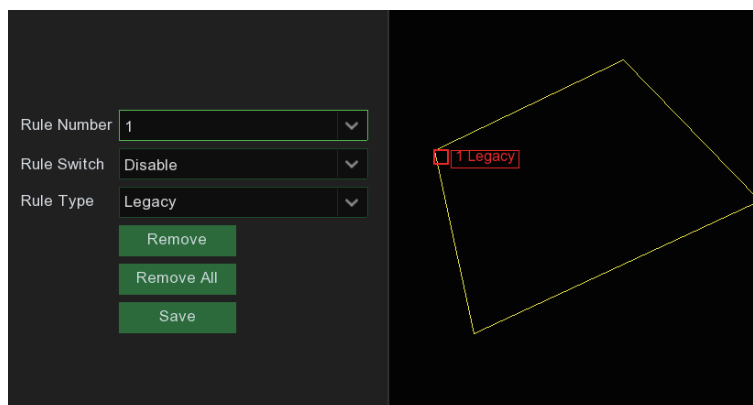 Rule Number 1
Rule Switch Disable
Rule Type Legacy
Remove
Remove All
Save
1 Legacy